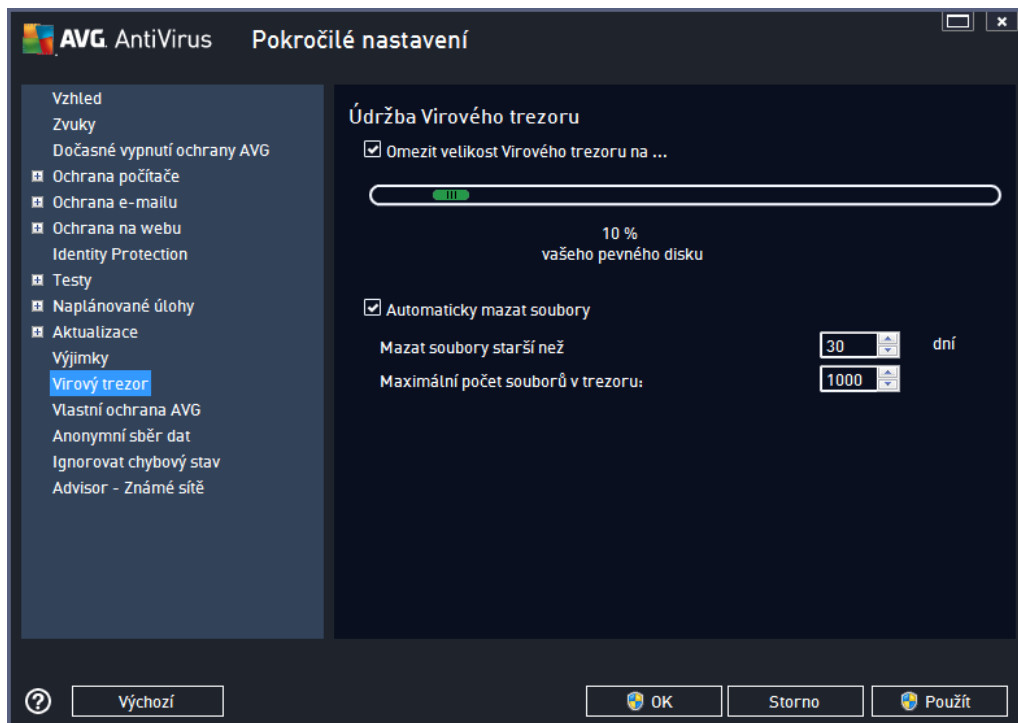 AVG. AntiVirus Pokročilé nastavení
Vzhled
Zvuky
Dočasné vypnutí ochrany AVG
Ochrana počítače
Ochrana e-mailu
Ochrana na webu
Identity Protection
Testy
Naplánované úlohy
Aktualizace
Výjimky
Virový trezor
Vlastní ochrana AVG
Anonymní sběr dat
Ignorovat chybový stav
Advisor - Známé sítě
Údržba Virového trezoru
Omezit velikost Virového trezoru na ...
10 %
vašeho pevného disku
Automaticky mazat soubory
Mazat soubory starší než 30 dní
Maximální počet souborů v trezoru: 1000
Výchozí OK Storno Použít